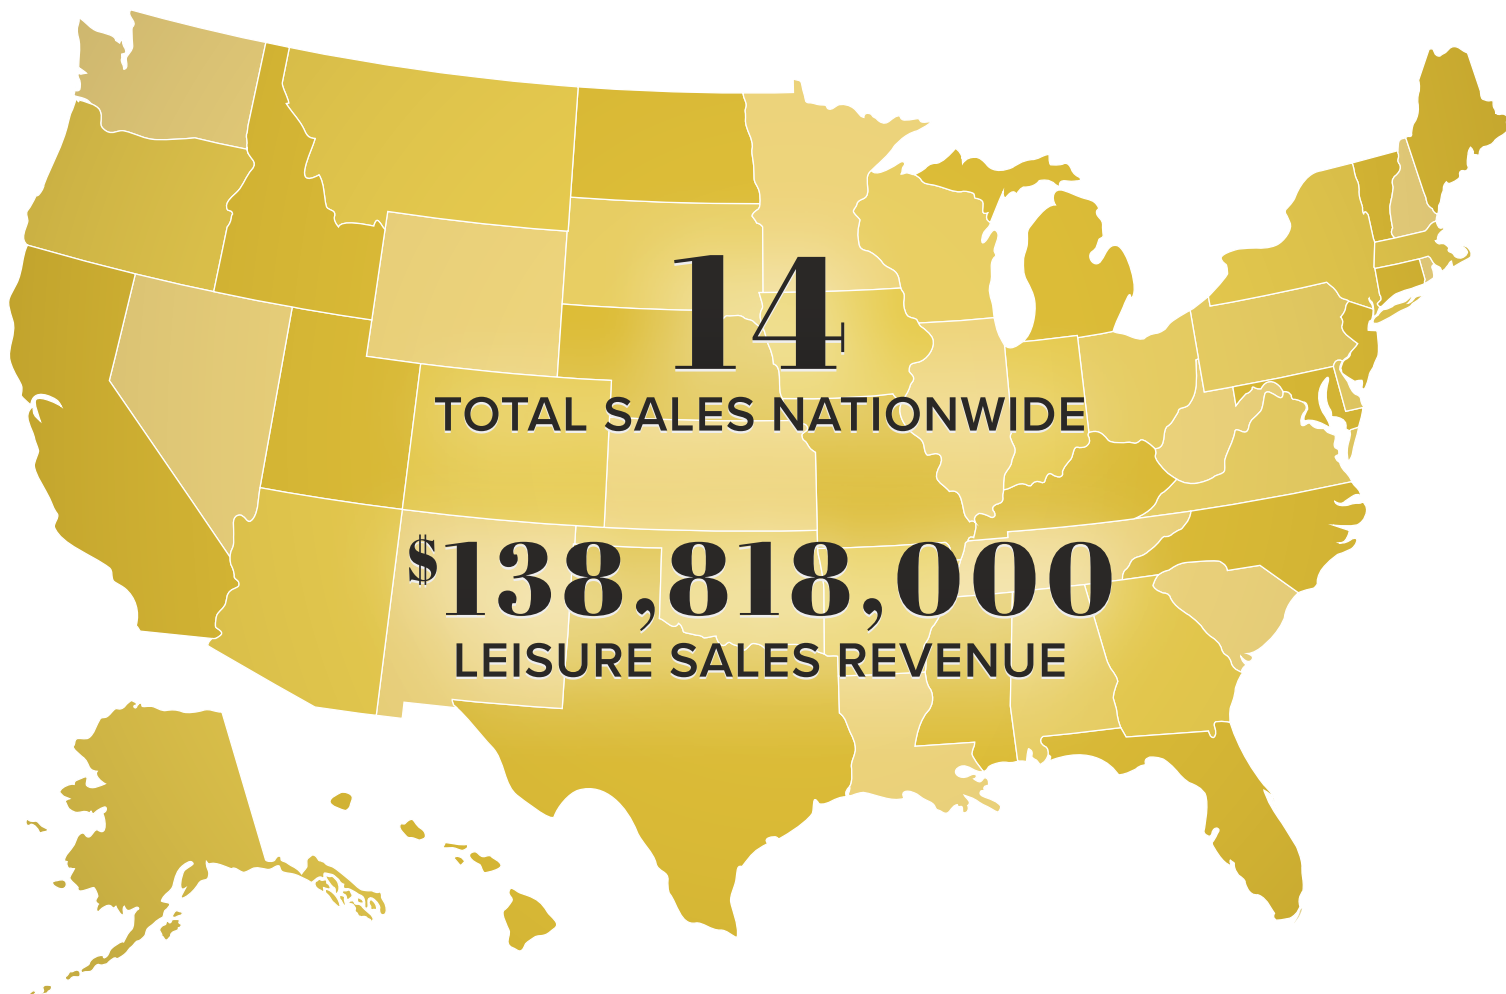 14
TOTAL SALES NATIONWIDE
$138,818,000
LEISURE SALES REVENUE